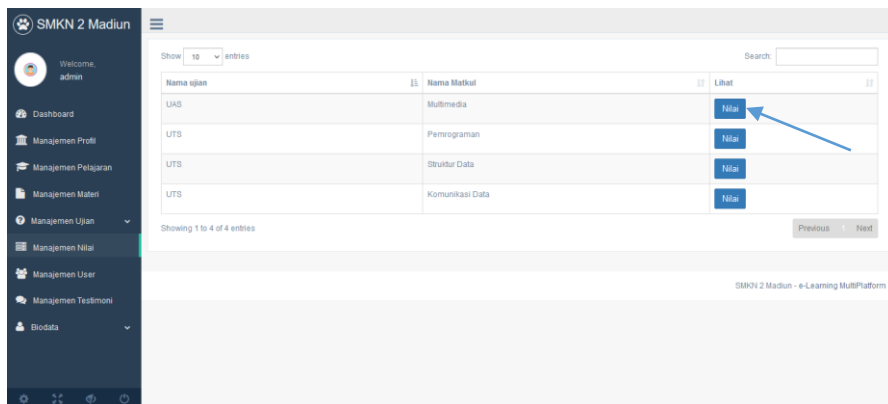 SMKN 2 Madiun
Welcome,
admin
Dashboard
Manajemen Profil
Manajemen Pelajaran
Manajemen Materi
Manajemen Ujian
Manajemen Nilai
Manajemen User
Manajemen Testimoni
Biodata
Show 10 entries Search:
Nama ujian Nama Matkul Lihat
UAS Multimedia Nilai
UTS Pemrograman Nilai
UTS Struktur Data Nilai
UTS Komunikasi Data Nilai
Showing 1 to 4 of 4 entries Previous 1 Next
SMKN 2 Madiun - e-Learning MultiPlatform